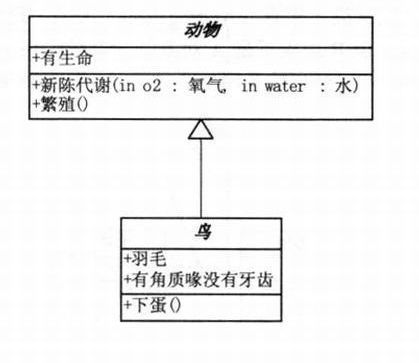 动物
+有生命
+新陈代谢(in o2 : 氧气, in water : 水)
+繁殖()
鸟
+羽毛
+有角质喙没有牙齿
+下蛋()